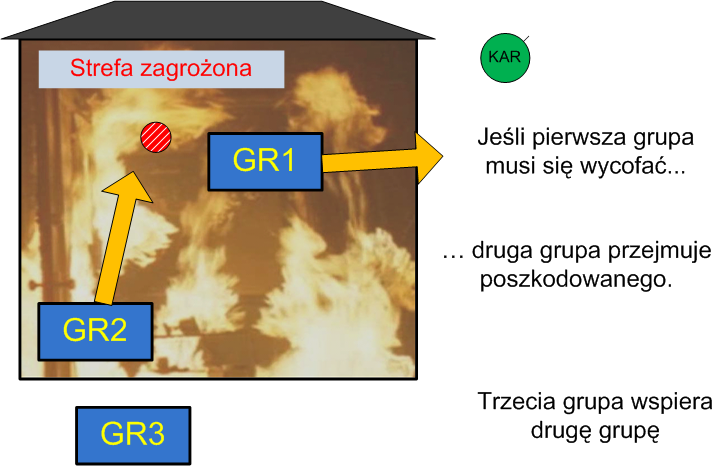 Strefa zagrożona
KAR
GR1
Jeśli pierwsza grupa
musi się wycofać...
… druga grupa przejmuje
poszkodowanego.
GR2
Trzecia grupa wspiera
drugę grupę
GR3